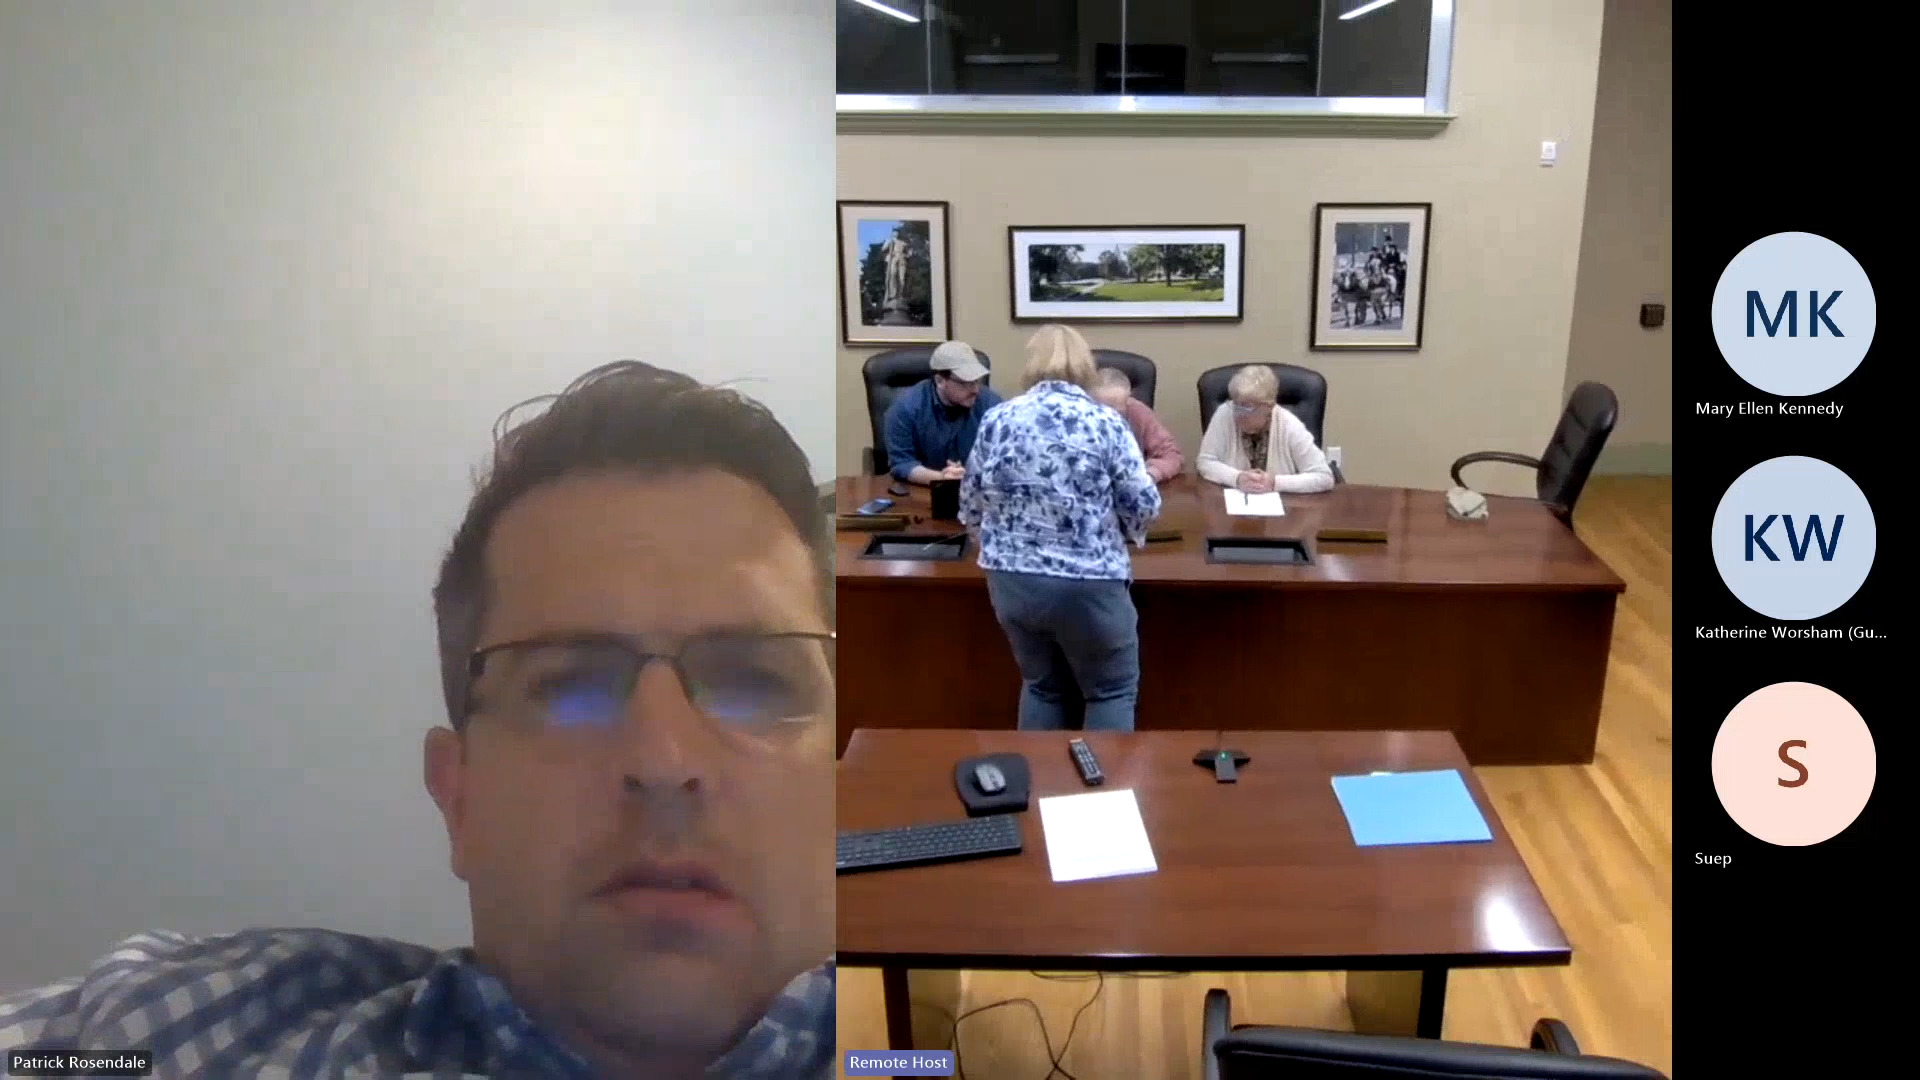 Patrick Rosendale
Remote Host
MK
Mary Ellen Kennedy
KW
Katherine Worsham (Gu...
S
Suep